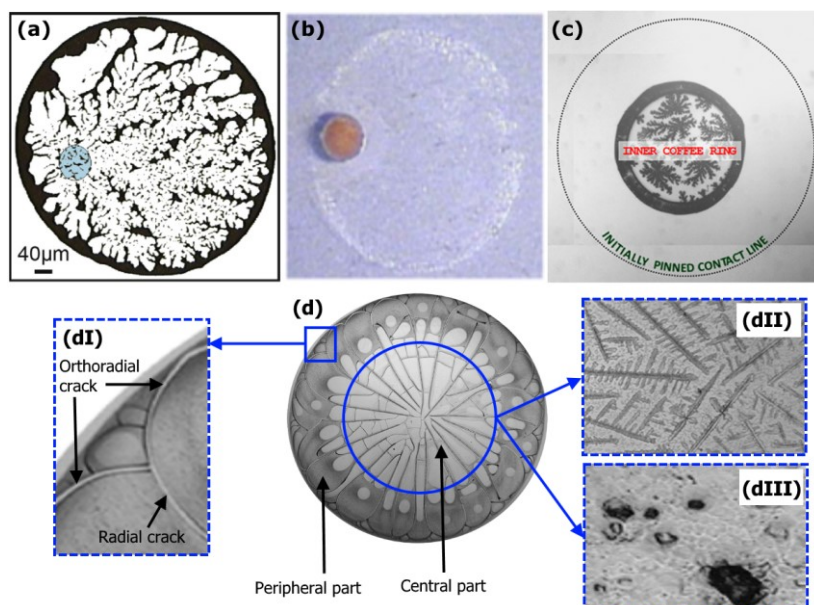 (a)
40µm
(b)
(c)
INNER COFFEE RING
INITIALLY PINNED CONTACT LINE
(dI)
Orthoradial
crack
Radial crack
(d)
Peripheral part
Central part
(dII)
(dIII)